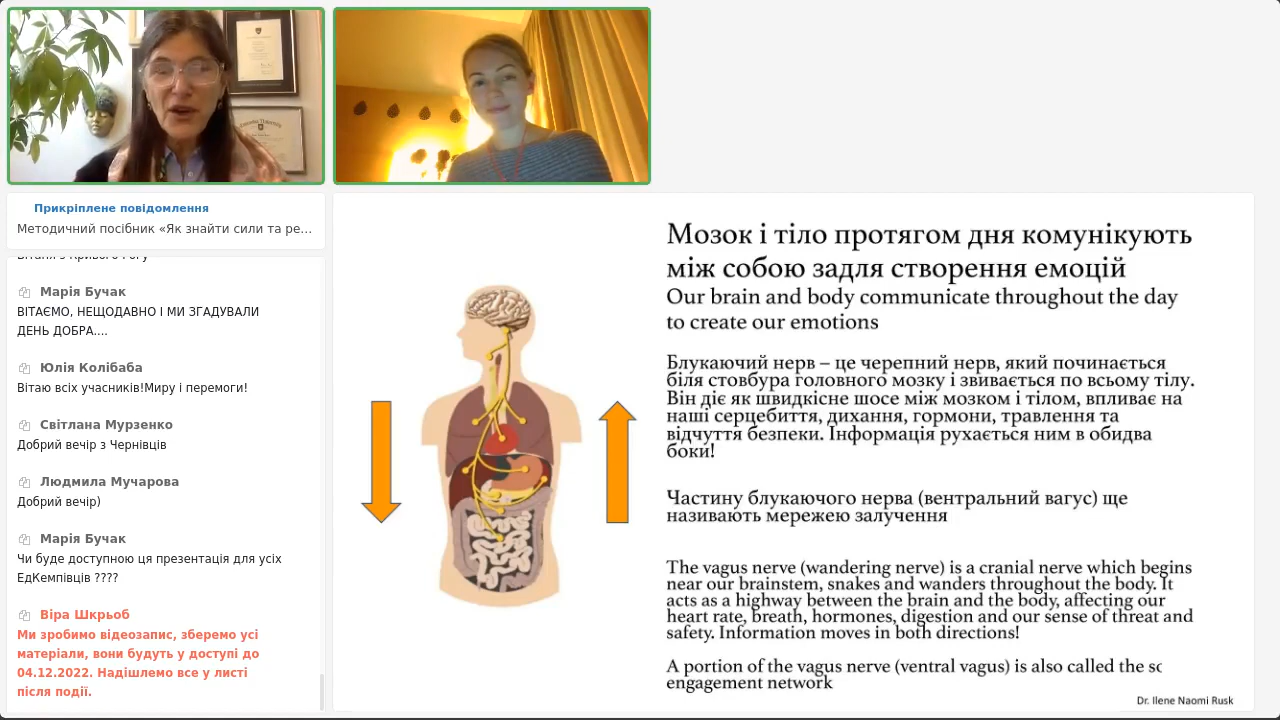 Прикріплене повідомлення
Методичний посібник «Як знайти сили та ре...
Вітання з Кривого Рогу
Марія Бучак
ВІТАЄМО, НЕЩОДАВНО І МИ ЗГАДУВАЛИ
ДЕНЬ ДОБРА....
Юлія Колібаба
Вітаю всіх учасників!Миру і перемоги!
Світлана Мурзенко
Добрий вечір з Чернівців
Людмила Мучарова
Добрий вечір)
Марія Бучак
Чи буде доступною ця презентація для усіх
ЕдКемпівців ????
Віра Шкрьоб
Ми зробимо відеозапис, зберемо усі
матеріали, вони будуть у доступі до
04.12.2022. Надішлемо все у листі
після події.
Мозок і тіло протягом дня комунікують
між собою задля створення емоцій
Our brain and body communicate throughout the day
to create our emotions
Блукаючий нерв – це черепний нерв, який починається
біля стовбура головного мозку і звивається по всьому тілу.
Він діє як швидкісне шосе між мозком і тілом, впливає на
наші серцебиття, дихання, гормони, травлення та
відчуття безпеки. Інформація рухається ним в обидва
боки!
Частину блукаючого нерва (вентральний вагус) ще
називають мережею залучення
The vagus nerve (wandering nerve) is a cranial nerve which begins
near our brainstem, snakes and wanders throughout the body. It
acts as a highway between the brain and the body, affecting our
heart rate, breath, hormones, digestion and our sense of threat and
safety. Information moves in both directions!
A portion of the vagus nerve (ventral vagus) is also called the sc
engagement network
Dr. Ilene Naomi Rusk